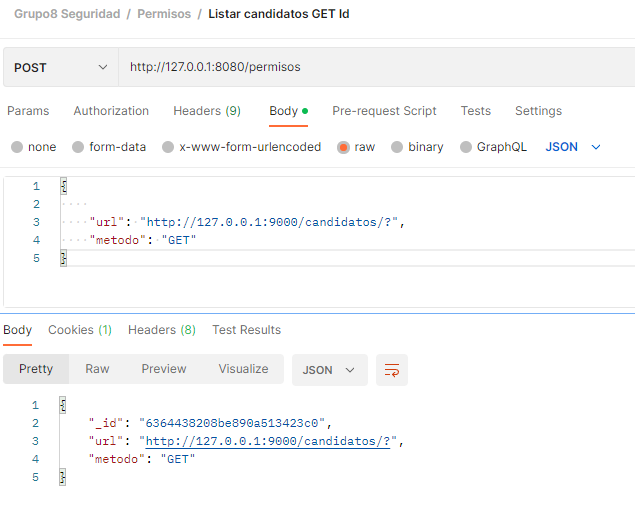 Grupo8 Seguridad / Permisos / Listar candidatos GET Id
POST http://127.0.0.1:8080/permisos
Params Authorization Headers (9) Body Pre-request Script Tests Settings
none form-data x-www-form-urlencoded raw binary GraphQL JSON
1 {
2
3 "url": "http://127.0.0.1:9000/candidatos/?",
4 "metodo": "GET"
5 }
Body Cookies (1) Headers (8) Test Results
Pretty Raw Preview Visualize JSON
1 {
2 "_id": "6364438208be890a513423c0",
3 "url": "http://127.0.0.1:9000/candidatos/?",
4 "metodo": "GET"
5 }